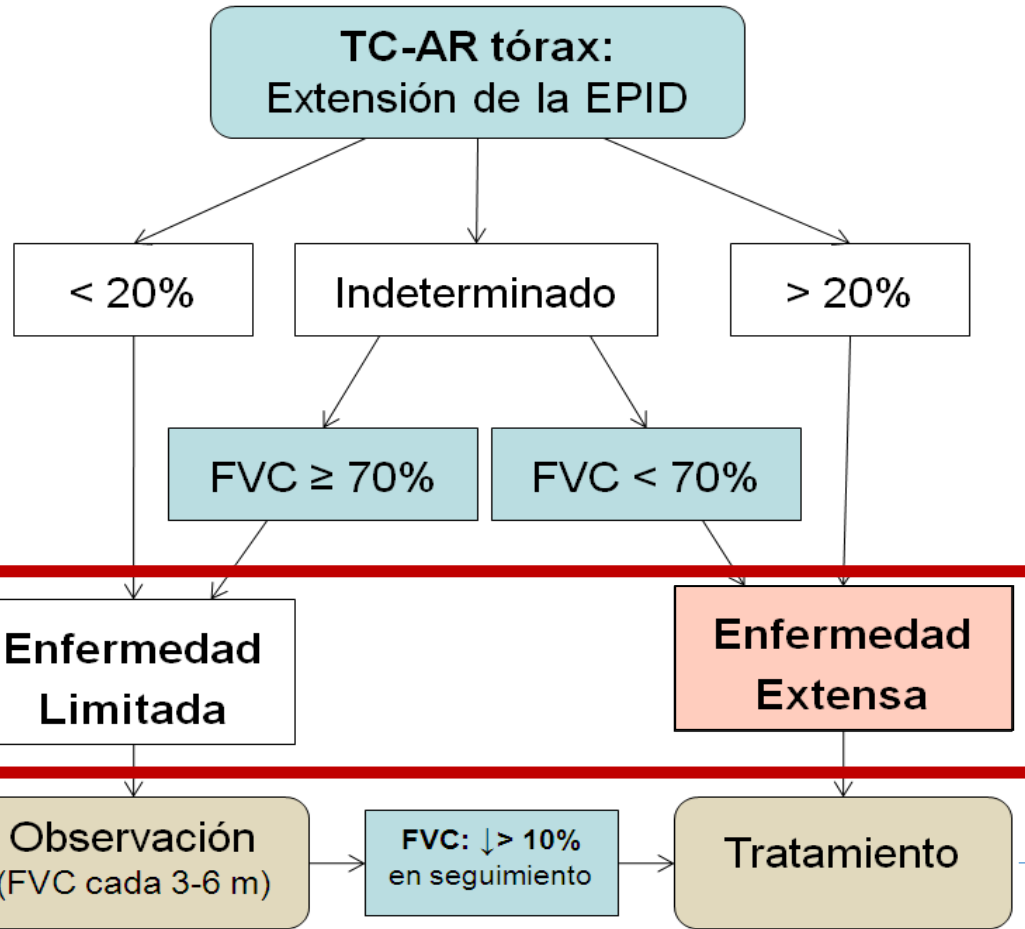 TC-AR tórax:
Extensión de la EPID
< 20%
Indeterminado
> 20%
FVC ≥ 70%
FVC < 70%
Enfermedad
Limitada
Enfermedad
Extensa
Observación
(FVC cada 3-6 m)
FVC: ↓> 10%
en seguimiento
Tratamiento